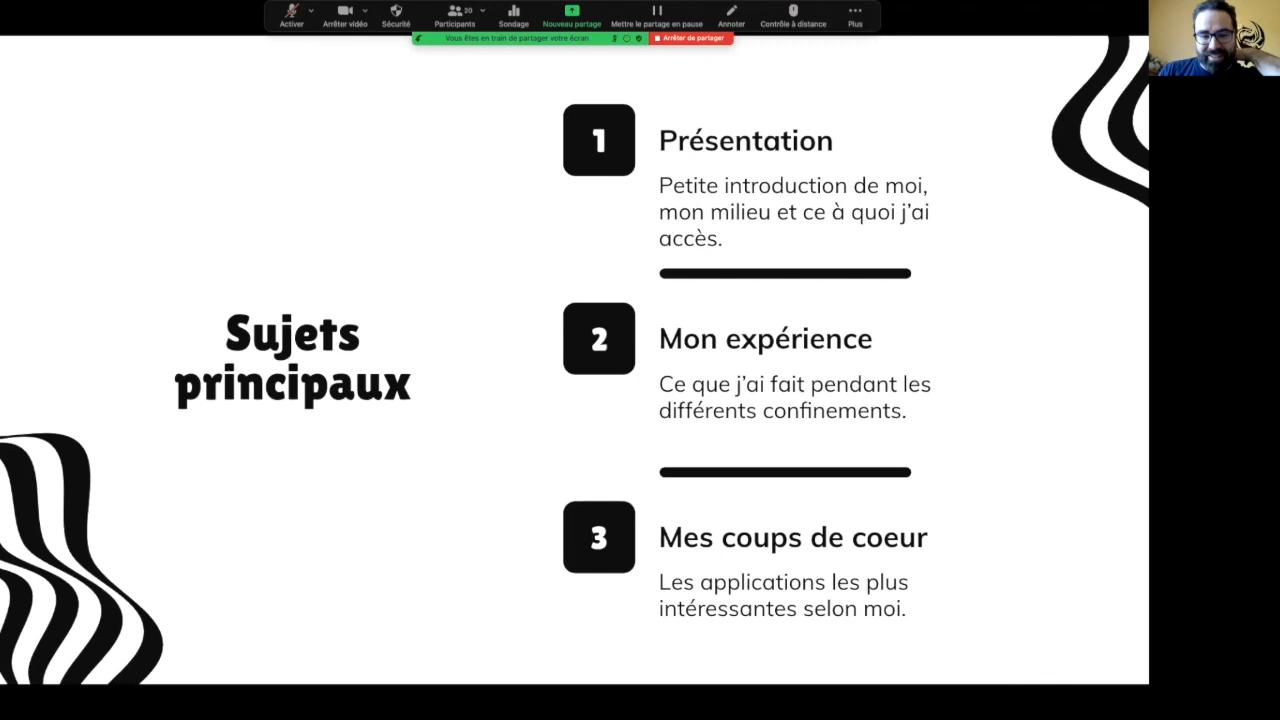 Activer
Arrêter vidéo
Sécurité
Participants
20
Sondage
Nouveau partage
Mettre le partage en pause
Annoter
Contrôle à distance
Plus
Vous êtes en train de partager votre écran
Arrêter de partager
Sujets
principaux
1
Présentation
Petite introduction de moi,
mon milieu et ce à quoi j'ai
accès.
2
Mon expérience
Ce que j'ai fait pendant les
différents confinements.
3
Mes coups de coeur
Les applications les plus
intéressantes selon moi.